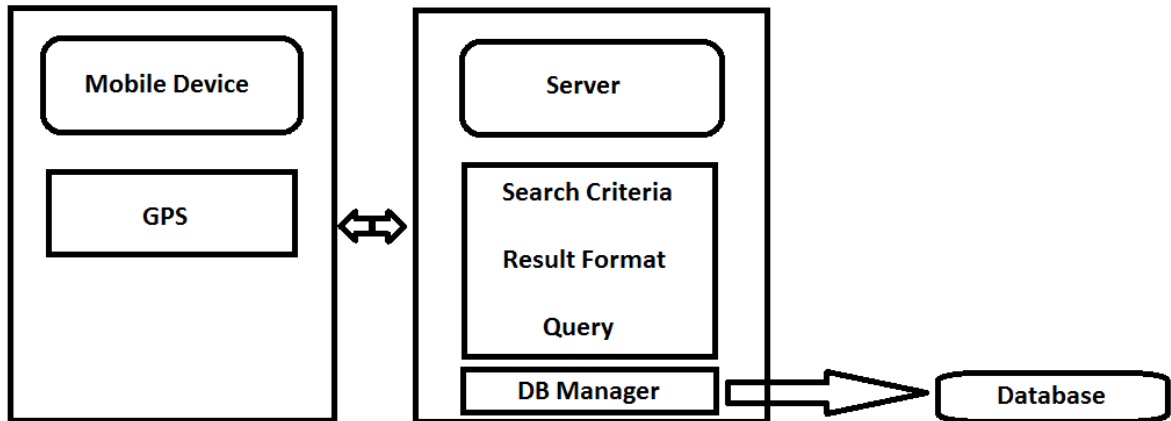 Mobile Device
GPS
Server
Search Criteria
Result Format
Query
DB Manager
Database